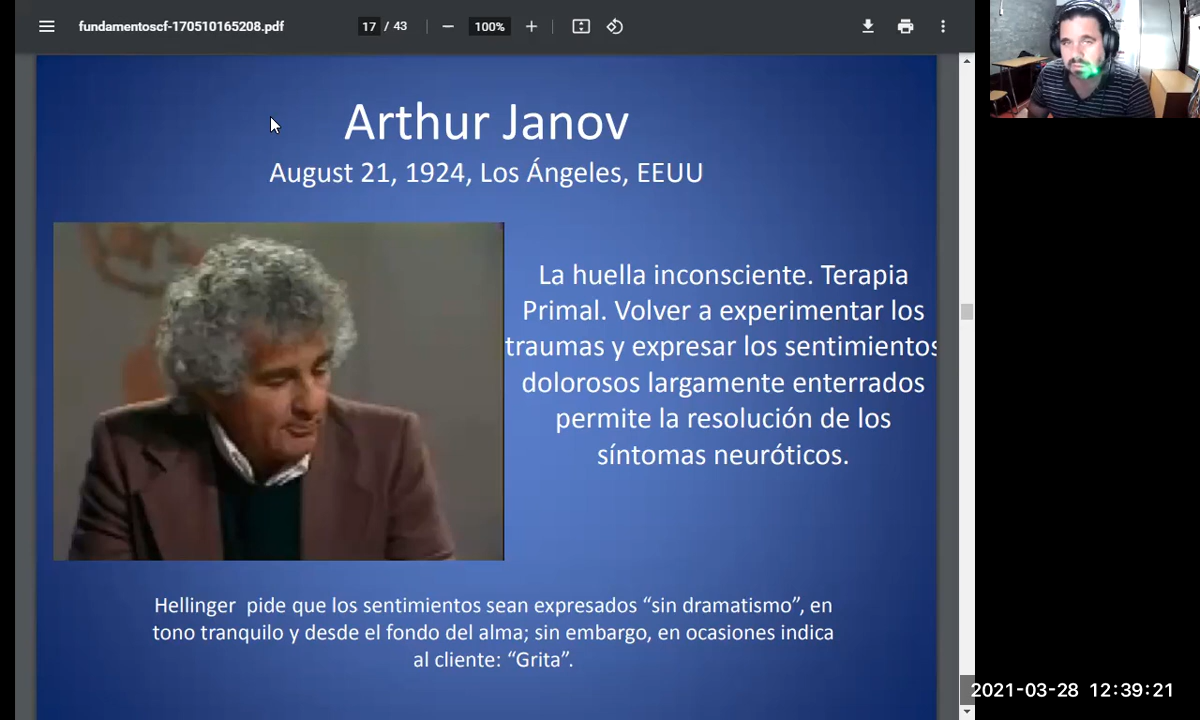 fundamentoscf-170510165208.pdf
17 / 43
100%
Arthur Janov
August 21, 1924, Los Ángeles, EEUU
La huella inconsciente. Terapia
Primal. Volver a experimentar los
traumas y expresar los sentimientos
dolorosos largamente enterrados
permite la resolución de los
síntomas neuróticos.
Hellinger pide que los sentimientos sean expresados “sin dramatismo”, en
tono tranquilo y desde el fondo del alma; sin embargo, en ocasiones indica
al cliente: “Grita”.
2021-03-28 12:39:21